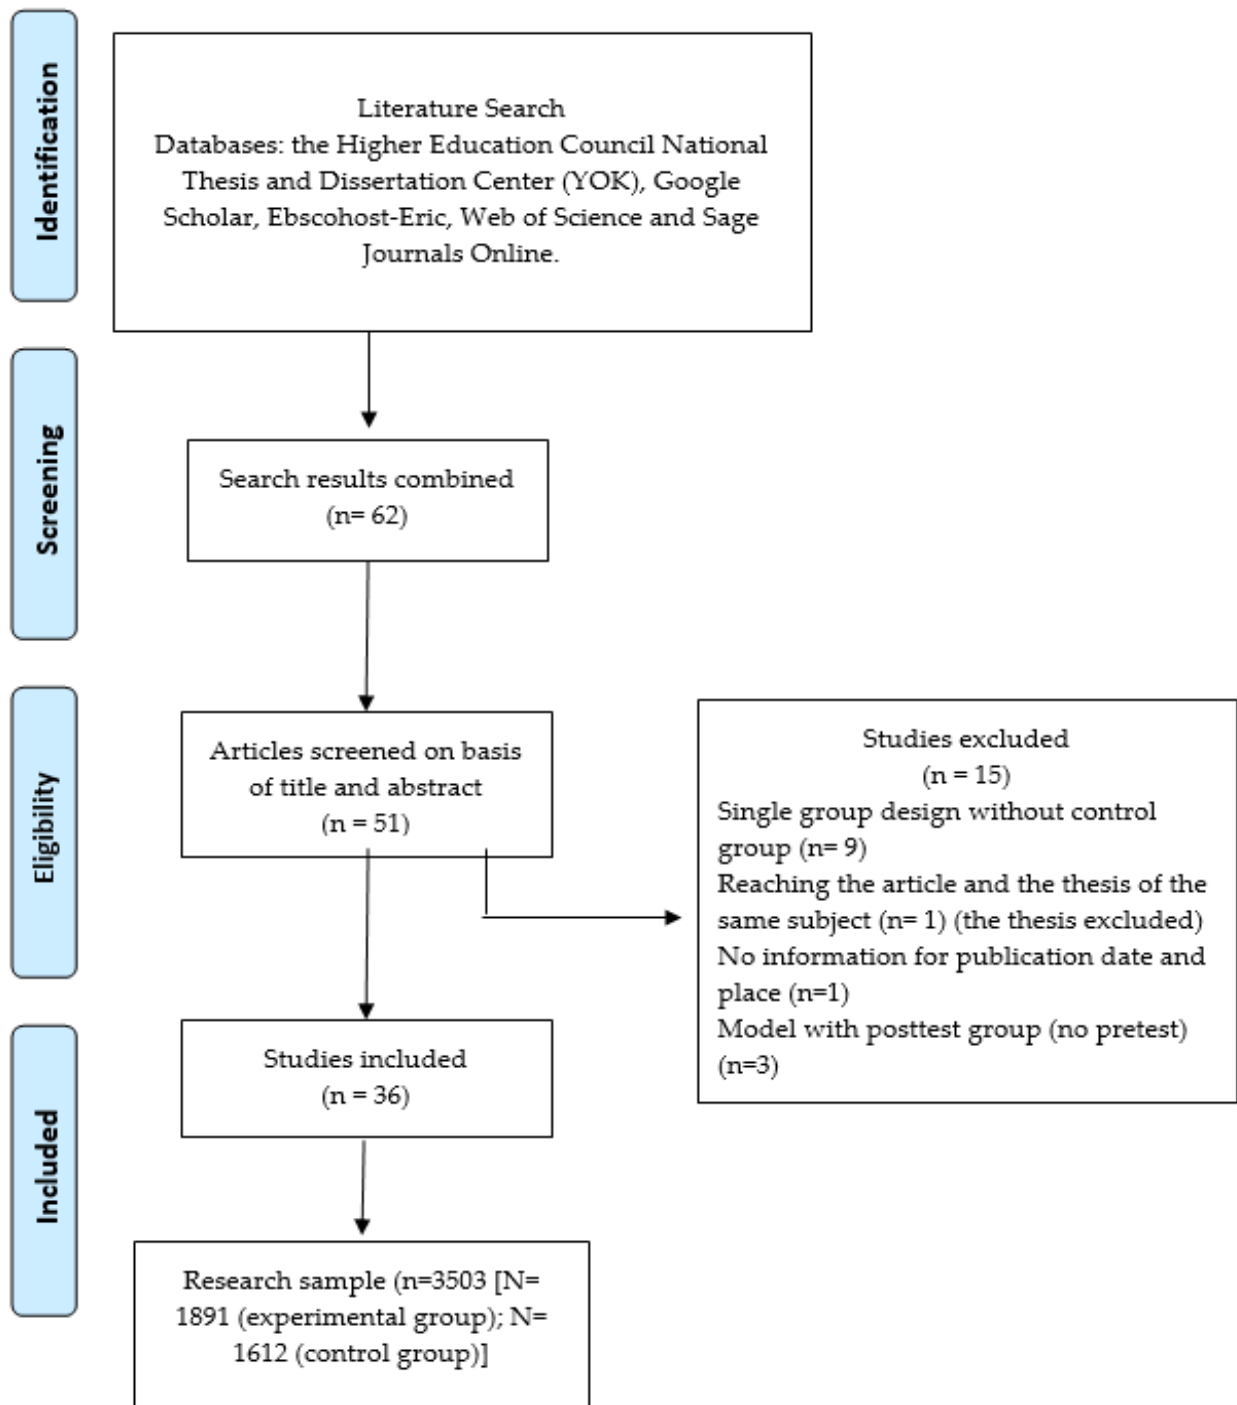 Identification
Literature Search
Databases: the Higher Education Council National
Thesis and Dissertation Center (YOK), Google
Scholar, Ebscohost-Eric, Web of Science and Sage
Journals Online.
Screening
Search results combined
(n= 62)
Eligibility
Articles screened on basis
of title and abstract
(n = 51)
Studies excluded
(n = 15)
Single group design without control
group (n= 9)
Reaching the article and the thesis of the
same subject (n= 1) (the thesis excluded)
No information for publication date and
place (n=1)
Model with posttest group (no pretest)
(n=3)
Included
Studies included
(n = 36)
Research sample (n=3503 [N=
1891 (experimental group); N=
1612 (control group)]